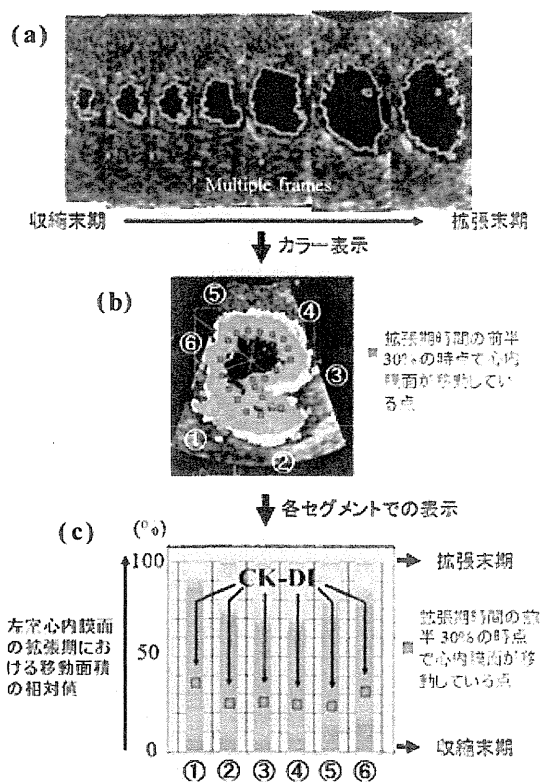 (a)
Multiple frames
収縮末期
拡張末期
カラー表示
(b)
⑤
④
⑥
③
①
②
拡張期時間の前半
30%の時点で心内
膜面が移動してい
る点
各セグメントでの表示
(c)
(%)
100
50
0
CK-DI
左室心内膜面
の拡張期にお
ける移動面積
の相対値
拡張末期
拡張期時間の前
半30%の時点
で心内膜面が移
動している点
収縮末期
① ② ③ ④ ⑤ ⑥